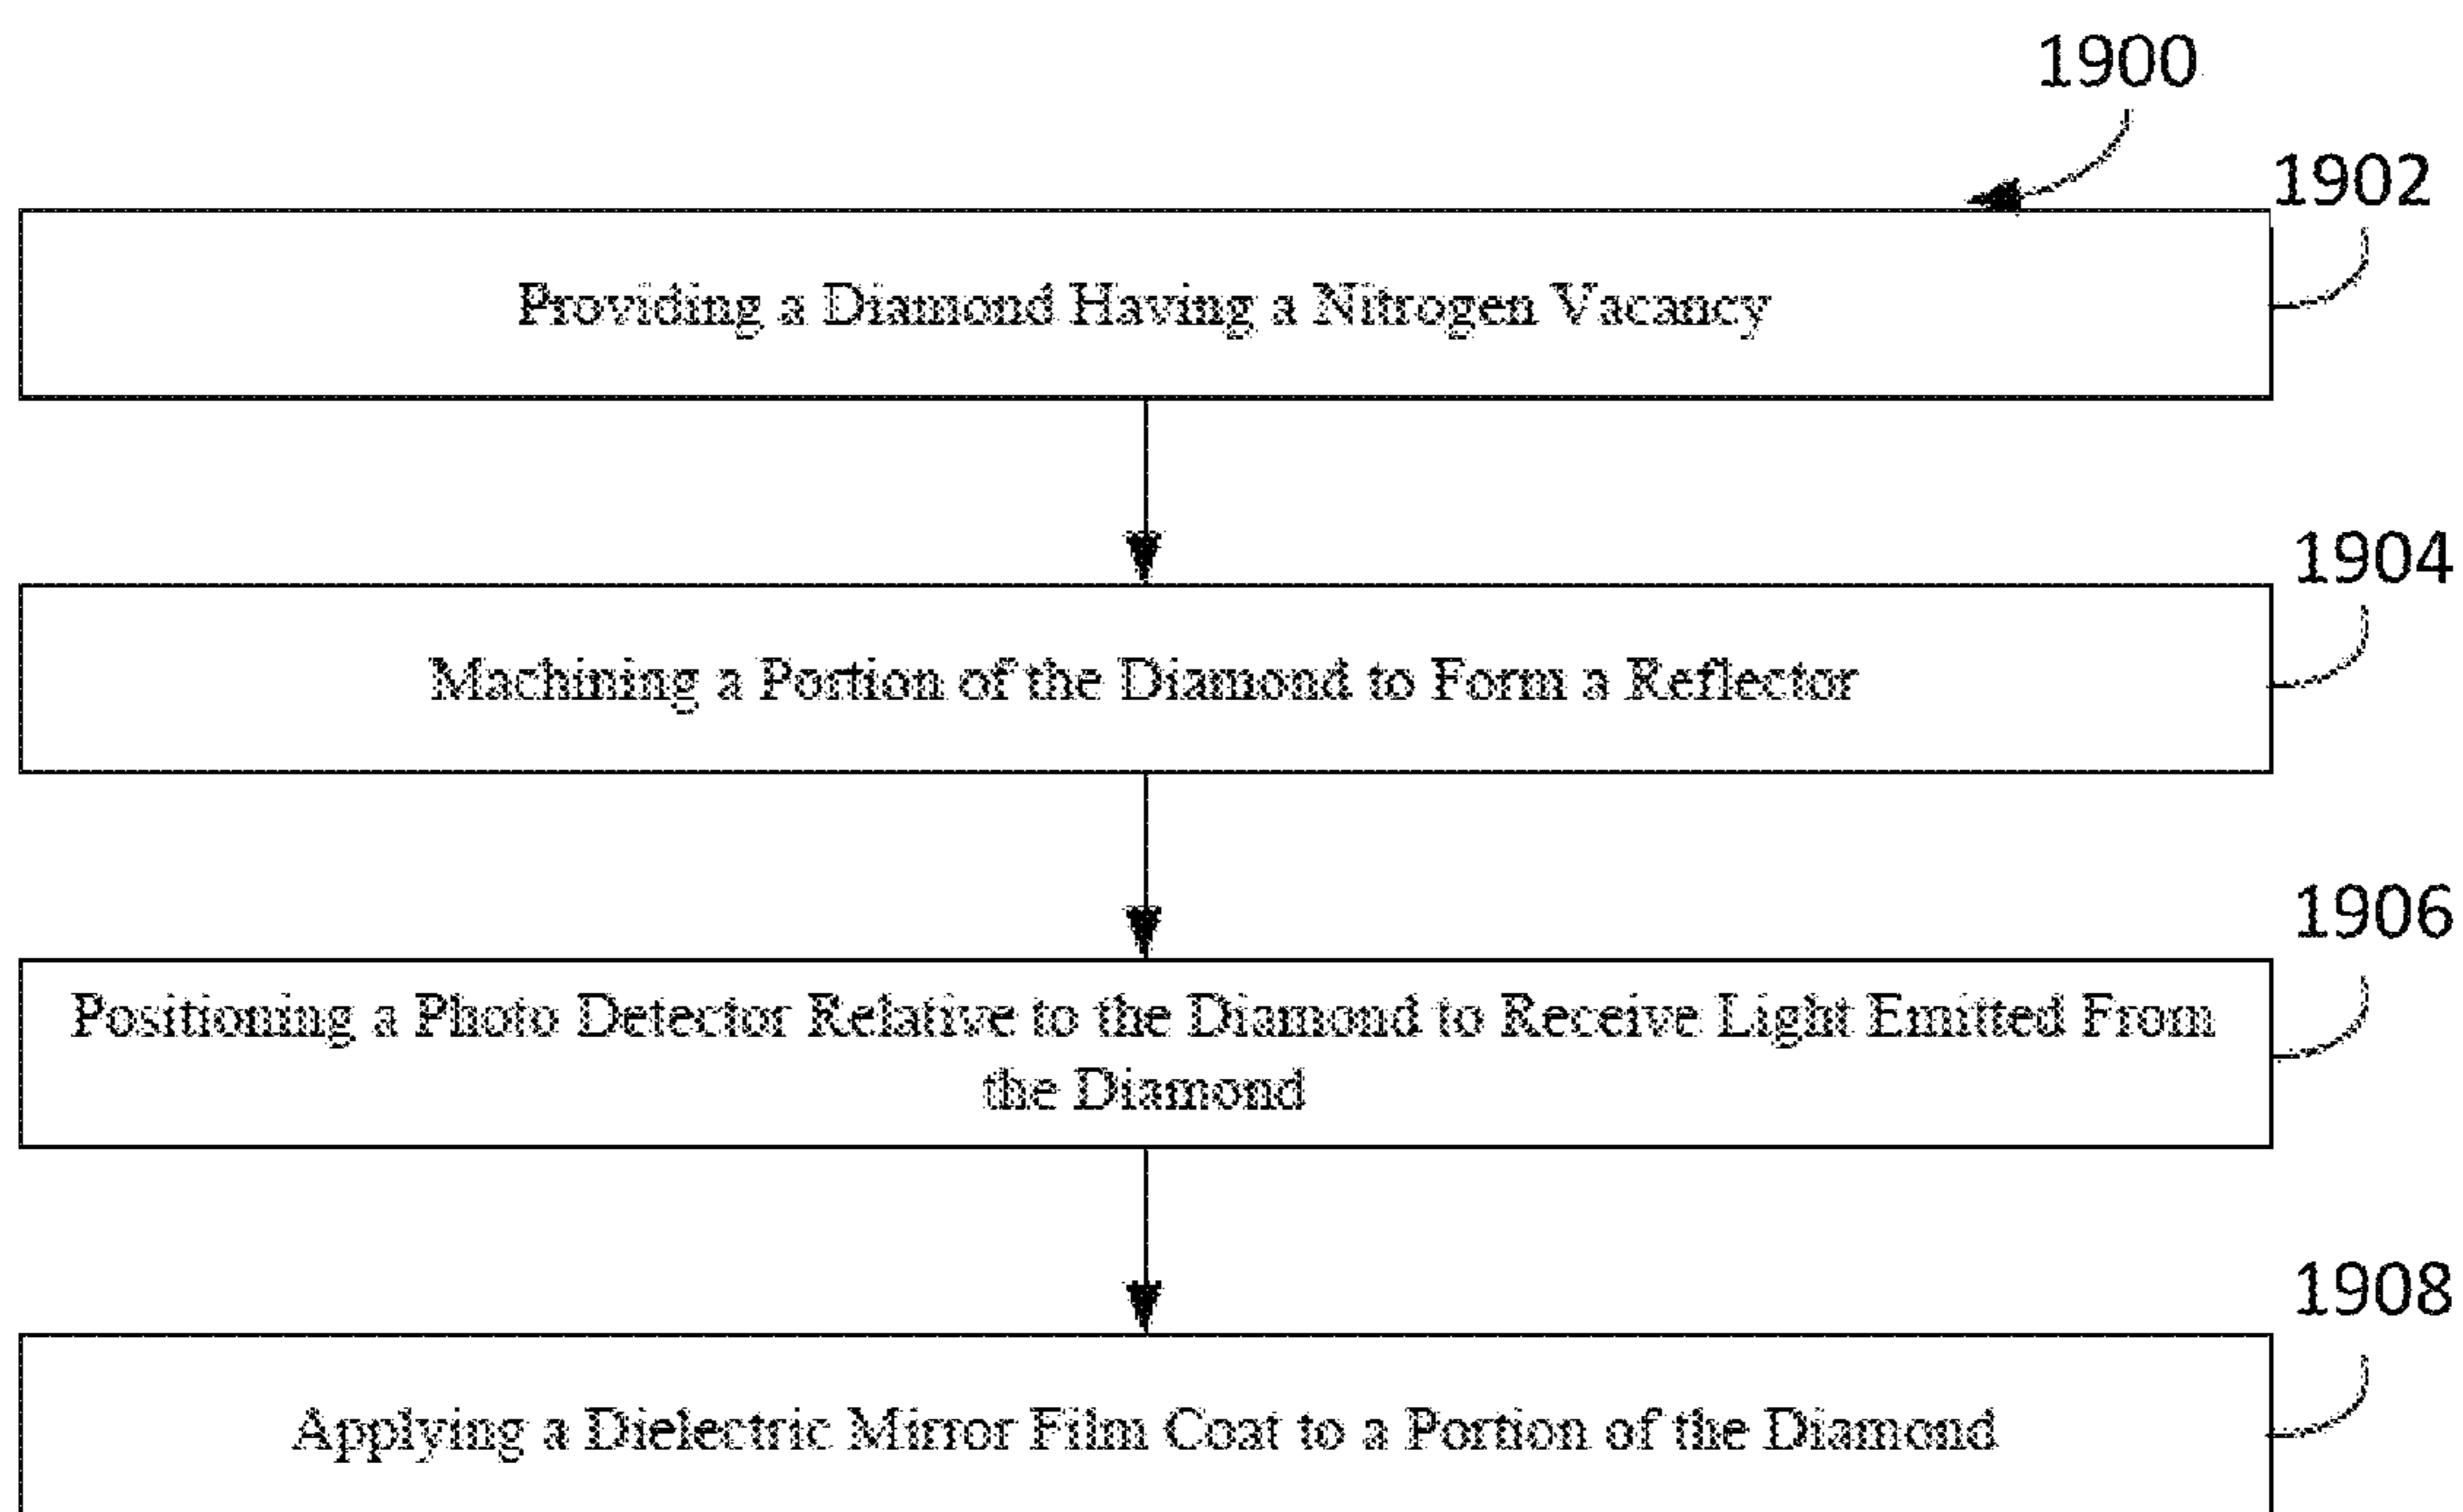 1900
1902
Providing a Diamond Having a Nitrogen Vacancy
1904
Machining a Portion of the Diamond to Form a Reflector
1906
Positioning a Photo Detector Relative to the Diamond to Receive Light Emitted From
the Diamond
1908
Applying a Dielectric Mirror Film Coat to a Portion of the Diamond